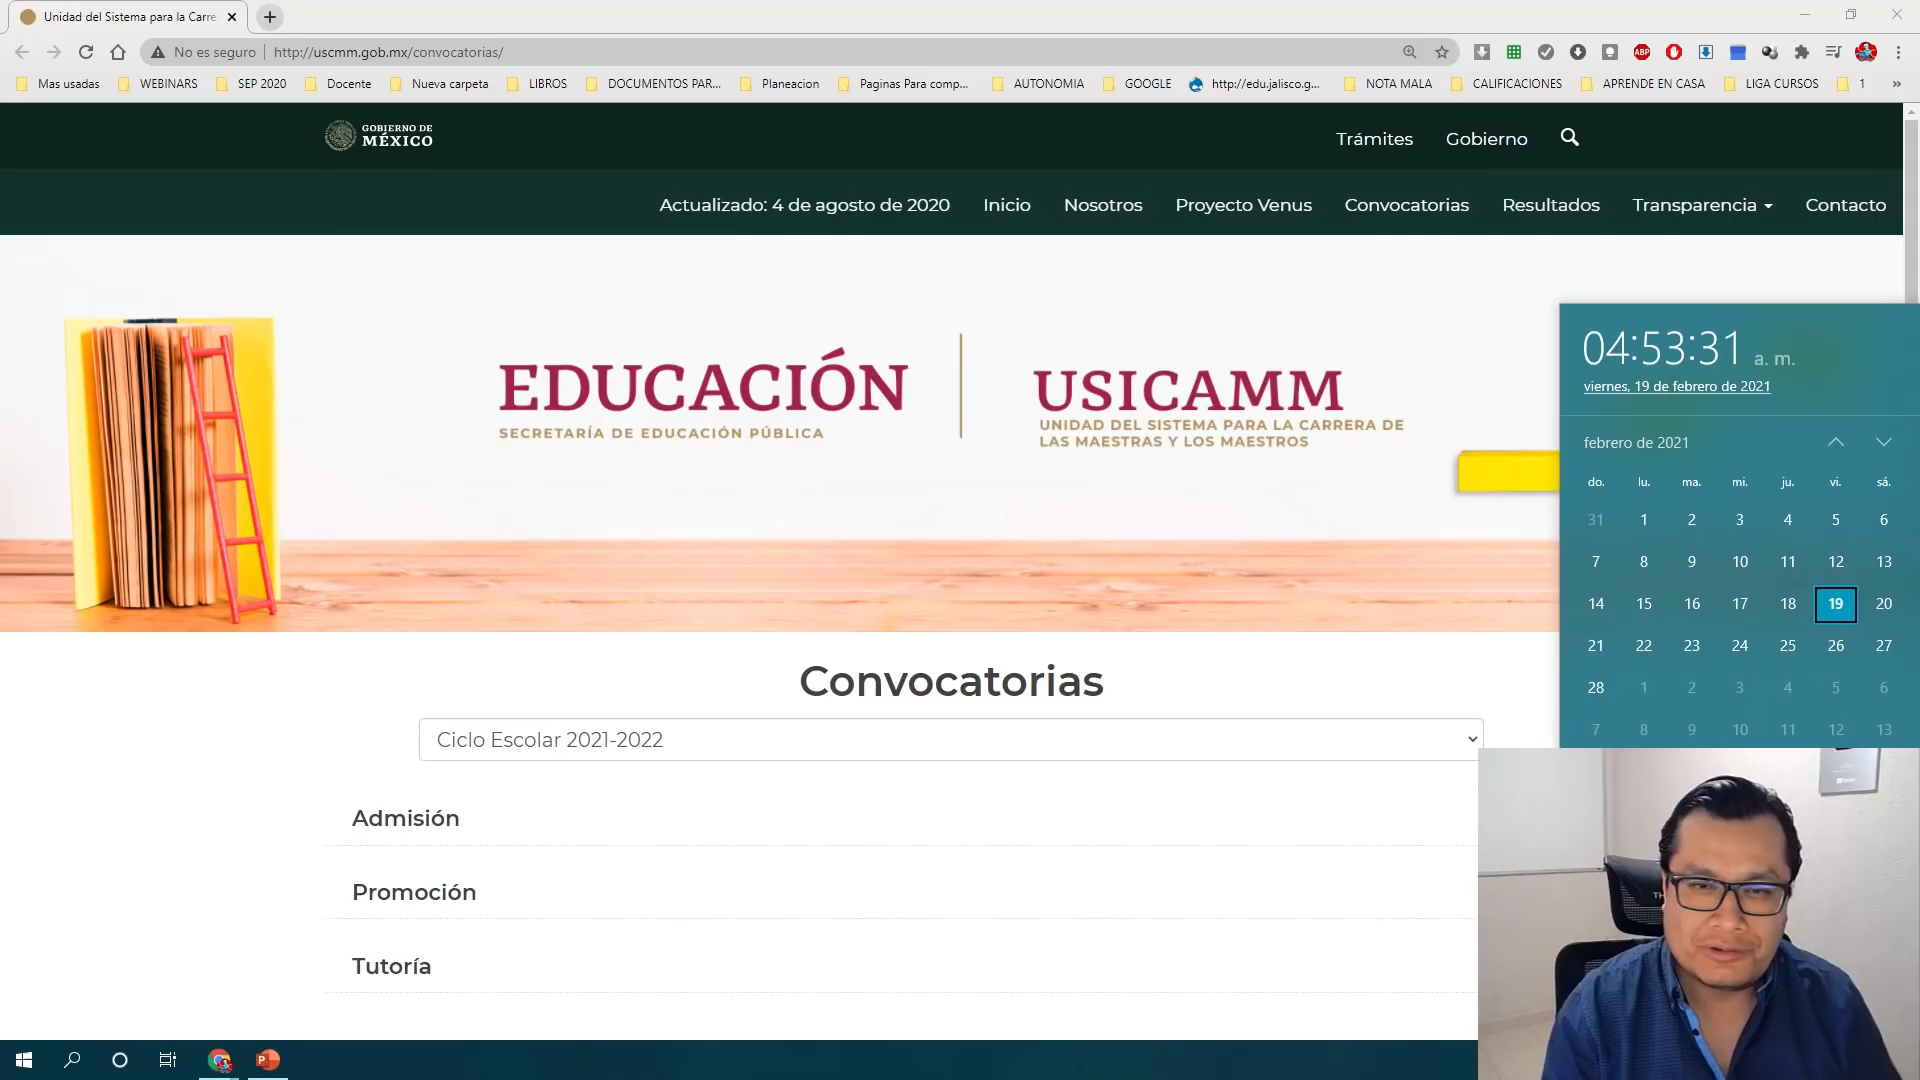 Unidad del Sistema para la Carre
No es seguro
http://uscmm.gob.mx/convocatorias/
ABP
Mas usadas
WEBINARS
SEP 2020
Docente
Nueva carpeta
LIBROS
DOCUMENTOS PAR...
Planeacion
Paginas Para comp...
AUTONOMIA
GOOGLE
http://edu.jalisco.g...
NOTA MALA
CALIFICACIONES
APRENDE EN CASA
LIGA CURSOS
1
»
GOBIERNO DE
MÉXICO
Trámites
Gobierno
Actualizado: 4 de agosto de 2020
Inicio
Nosotros
Proyecto Venus
Convocatorias
Resultados
Transparencia
Contacto
EDUCACIÓN
SECRETARÍA DE EDUCACIÓN PÚBLICA
USICAMM
UNIDAD DEL SISTEMA PARA LA CARRERA DE
LAS MAESTRAS Y LOS MAESTROS
04:53:31 a. m.
viernes, 19 de febrero de 2021
febrero de 2021
do. lu. ma. mi. ju. vi. sá.
31 1 2 3 4 5 6
7 8 9 10 11 12 13
14 15 16 17 18 19 20
21 22 23 24 25 26 27
28 1 2 3 4 5 6
7 8 9 10 11 12 13
Convocatorias
Ciclo Escolar 2021-2022
Admisión
Promoción
Tutoría